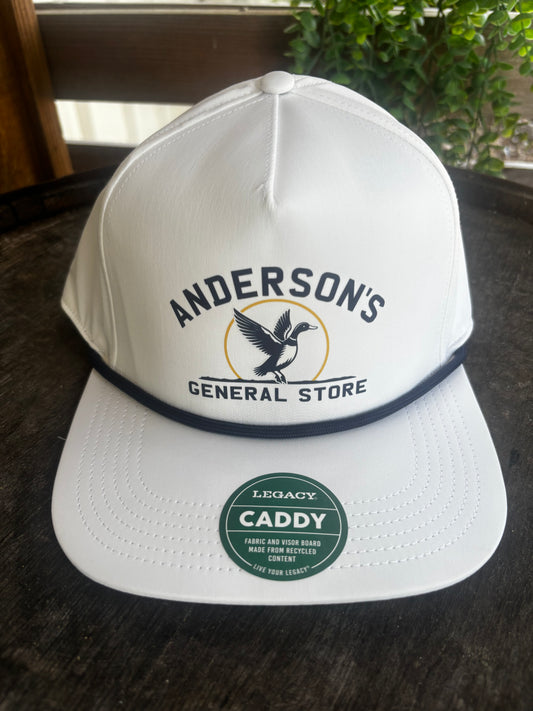 ANDERSON'S
GENERAL STORE
LEGACY
CADDY
FABRIC AND VISOR BOARD
MADE FROM RECYCLED
CONTENT
LIVE YOUR LEGACY®